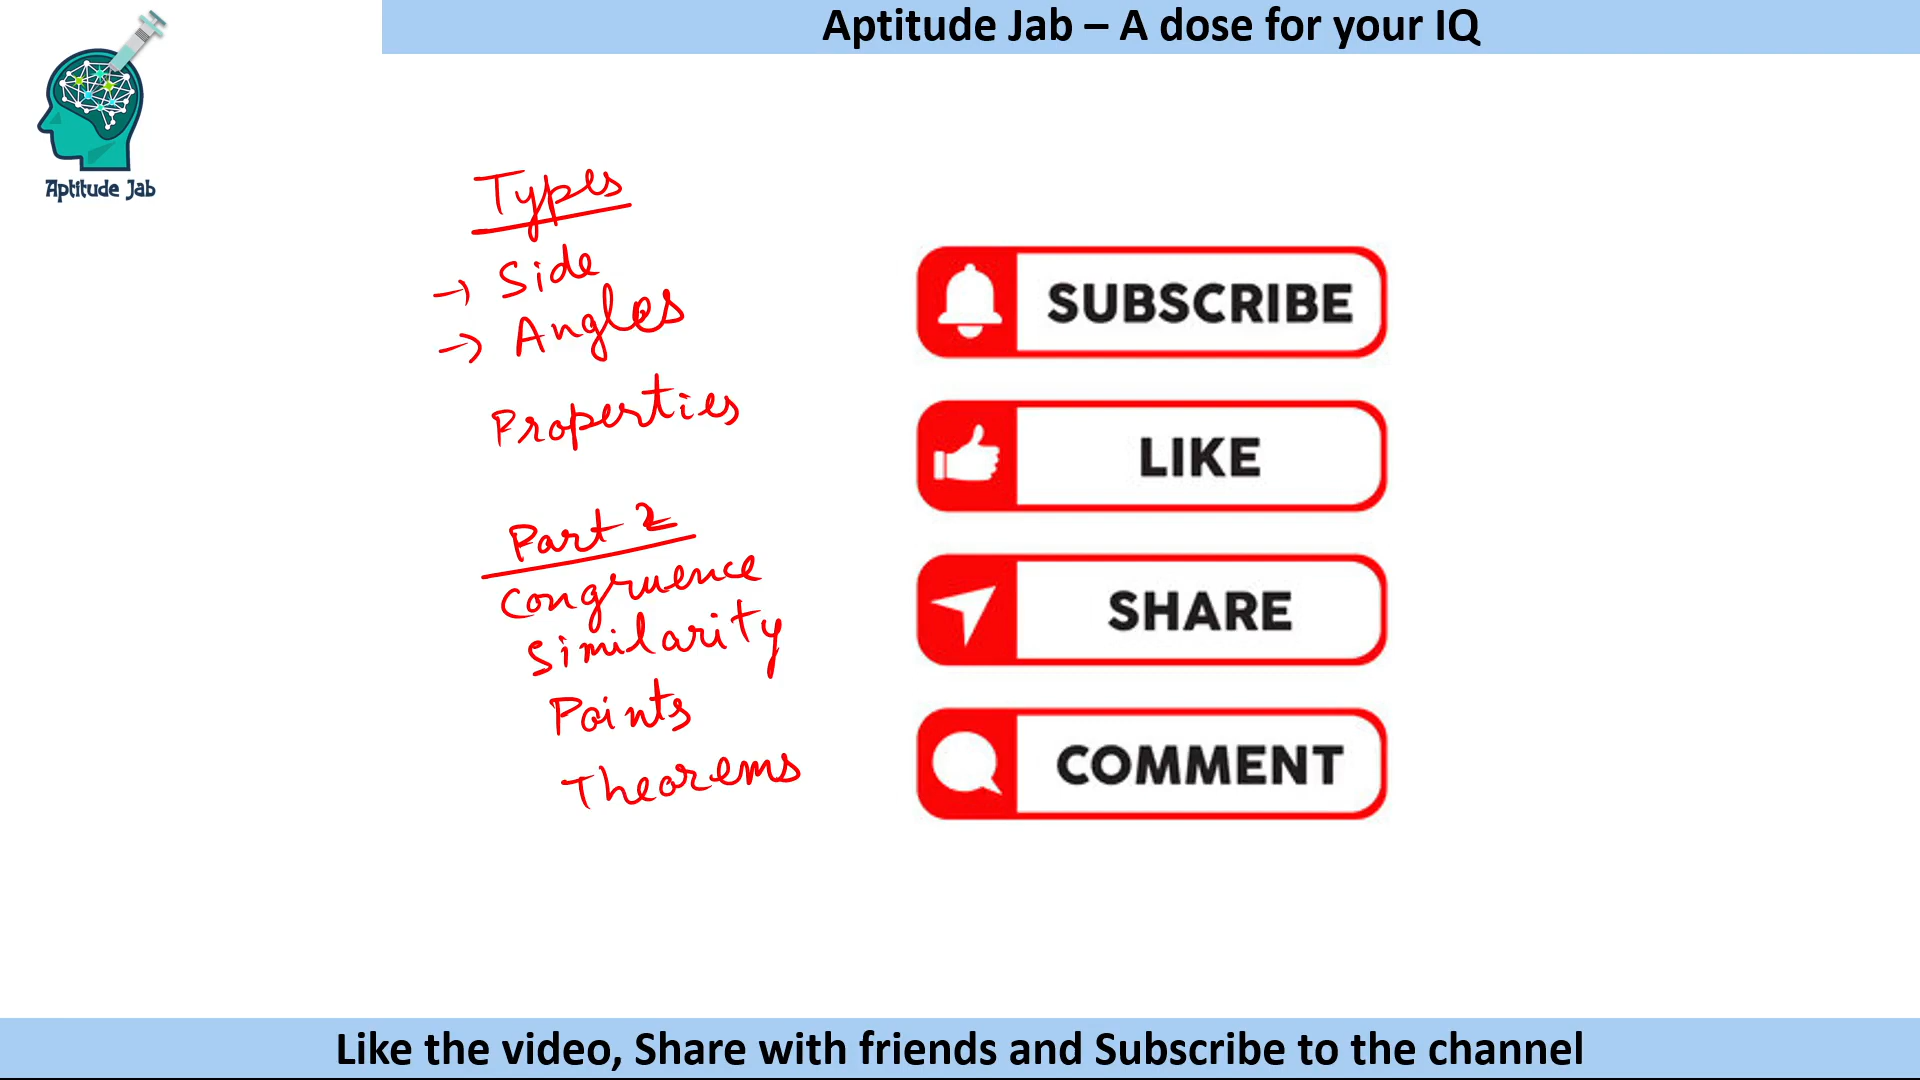 Aptitude Jab – A dose for your IQ
Aptitude Jab
Types
→ Side
→ Angles
Properties
Part 2
Congruence
Similarity
Points
Theorems
SUBSCRIBE
LIKE
SHARE
COMMENT
Like the video, Share with friends and Subscribe to the channel